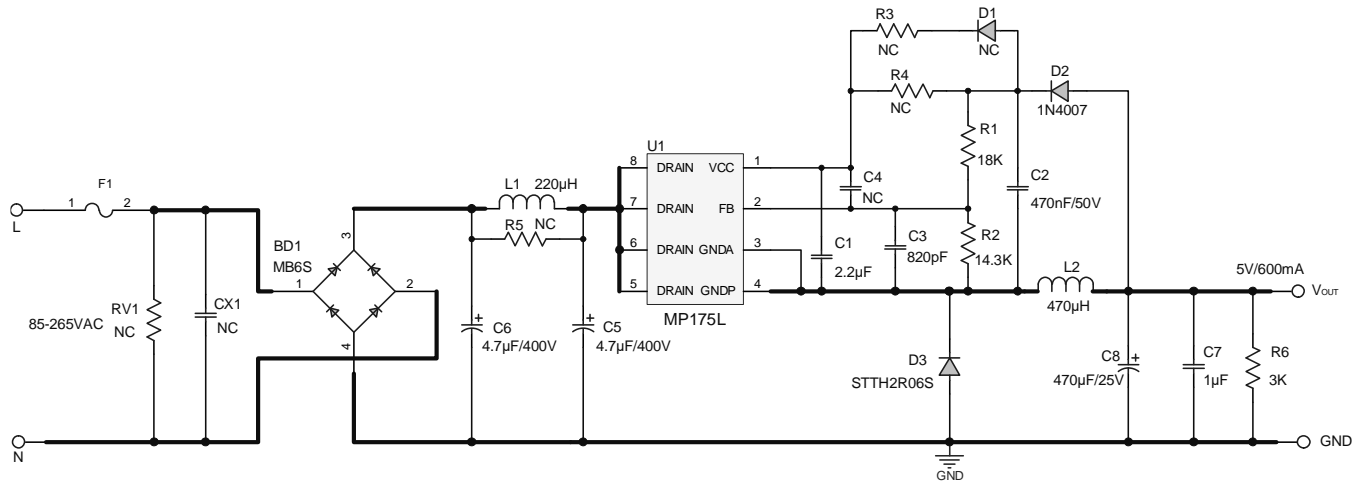 R3
NC
D1
NC
R4
NC
D2
1N4007
R1
18K
C2
470nF/50V
U1
8 DRAIN VCC 1
7 DRAIN FB 2
6 DRAIN GNDA 3
5 DRAIN GNDP 4
MP175L
C4
NC
C1
2.2µF
C3
820pF
R2
14.3K
L2
470µH
5V/600mA
VOUT
F1
1 2
L
L1 220µH
R5 NC
BD1
MB6S
3
1
2
4
RV1
NC
CX1
NC
85-265VAC
C6
4.7µF/400V
C5
4.7µF/400V
D3
STTH2R06S
C8
470µF/25V
C7
1µF
R6
3K
N
GND
GND
+
+
+